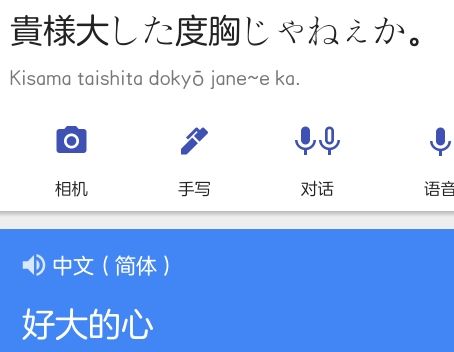 貴様大した度胸じゃねぇか。
Kisama taishita dokyō jane~e ka.
相机 手写 对话 语音
中文（简体）
好大的心